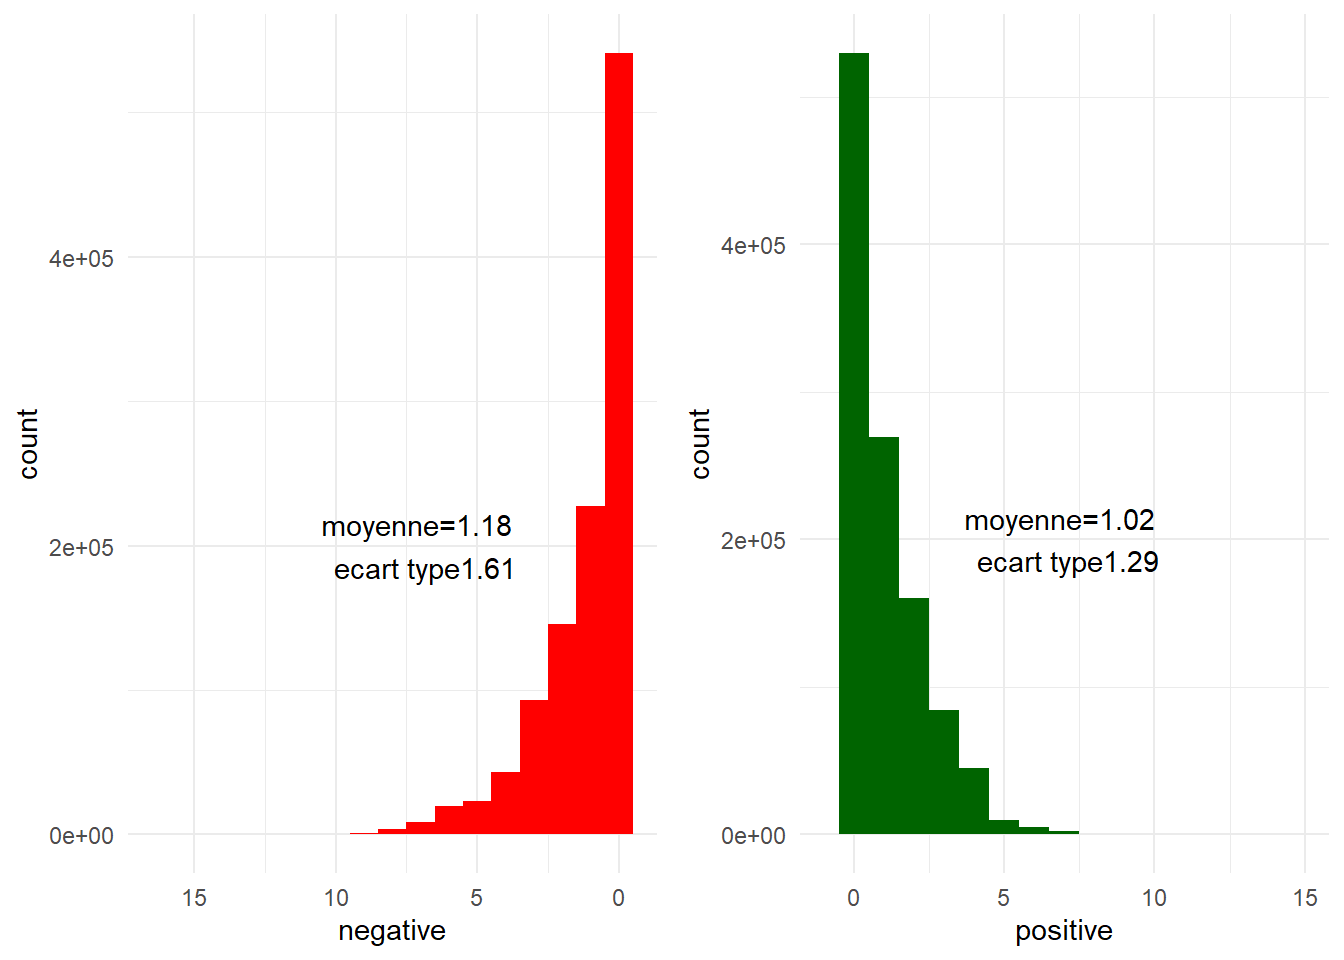 count
4e+05
2e+05
0e+00
moyenne=1.18
ecart type1.61
15 10 5 0
negative
count
4e+05
2e+05
0e+00
moyenne=1.02
ecart type1.29
0 5 10 15
positive